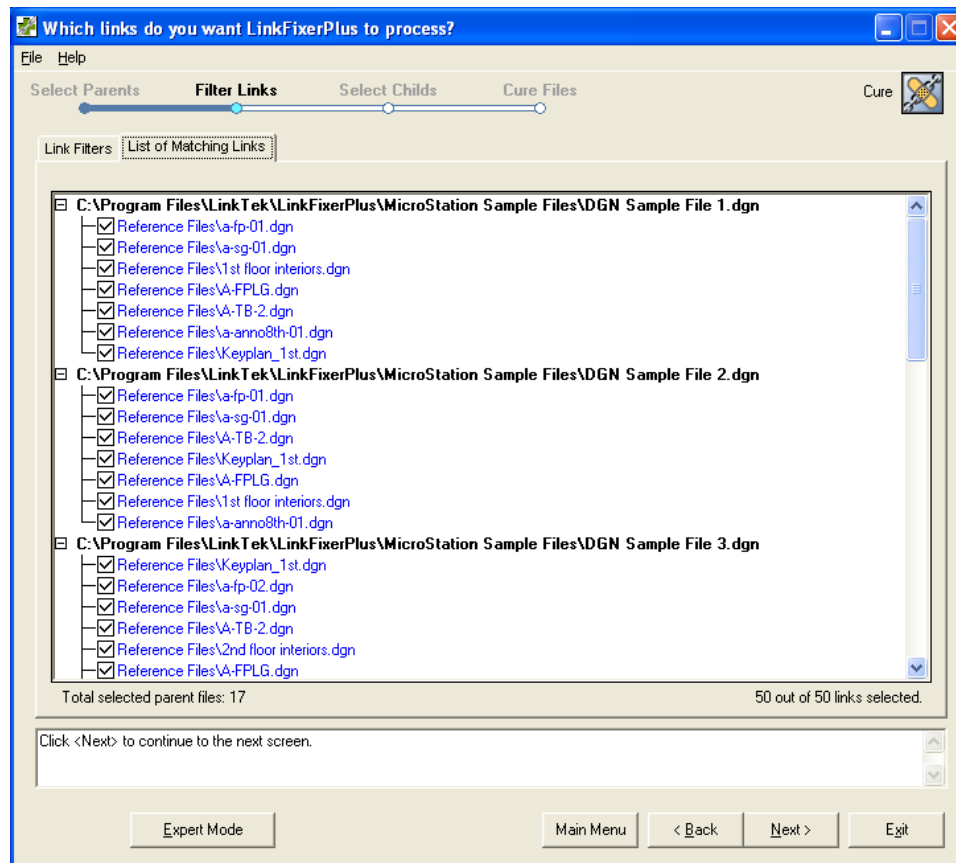 Which links do you want LinkFixerPlus to process?
File Help
Select Parents Filter Links Select Childs Cure Files Cure
Link Filters List of Matching Links
C:\Program Files\LinkTek\LinkFixerPlus\MicroStation Sample Files\DGN Sample File 1.dgn
Reference Files\a-fp-01.dgn
Reference Files\a-sg-01.dgn
Reference Files\1st floor interiors.dgn
Reference Files\A-FPLG.dgn
Reference Files\A-TB-2.dgn
Reference Files\a-anno8th-01.dgn
Reference Files\Keyplan_1st.dgn
C:\Program Files\LinkTek\LinkFixerPlus\MicroStation Sample Files\DGN Sample File 2.dgn
Reference Files\a-fp-01.dgn
Reference Files\a-sg-01.dgn
Reference Files\A-TB-2.dgn
Reference Files\Keyplan_1st.dgn
Reference Files\A-FPLG.dgn
Reference Files\1st floor interiors.dgn
Reference Files\a-anno8th-01.dgn
C:\Program Files\LinkTek\LinkFixerPlus\MicroStation Sample Files\DGN Sample File 3.dgn
Reference Files\Keyplan_1st.dgn
Reference Files\a-fp-02.dgn
Reference Files\a-sg-01.dgn
Reference Files\A-TB-2.dgn
Reference Files\2nd floor interiors.dgn
Reference Files\A-FPLG.dgn
Total selected parent files: 17 50 out of 50 links selected.
Click <Next> to continue to the next screen.
Expert Mode Main Menu < Back Next > Exit